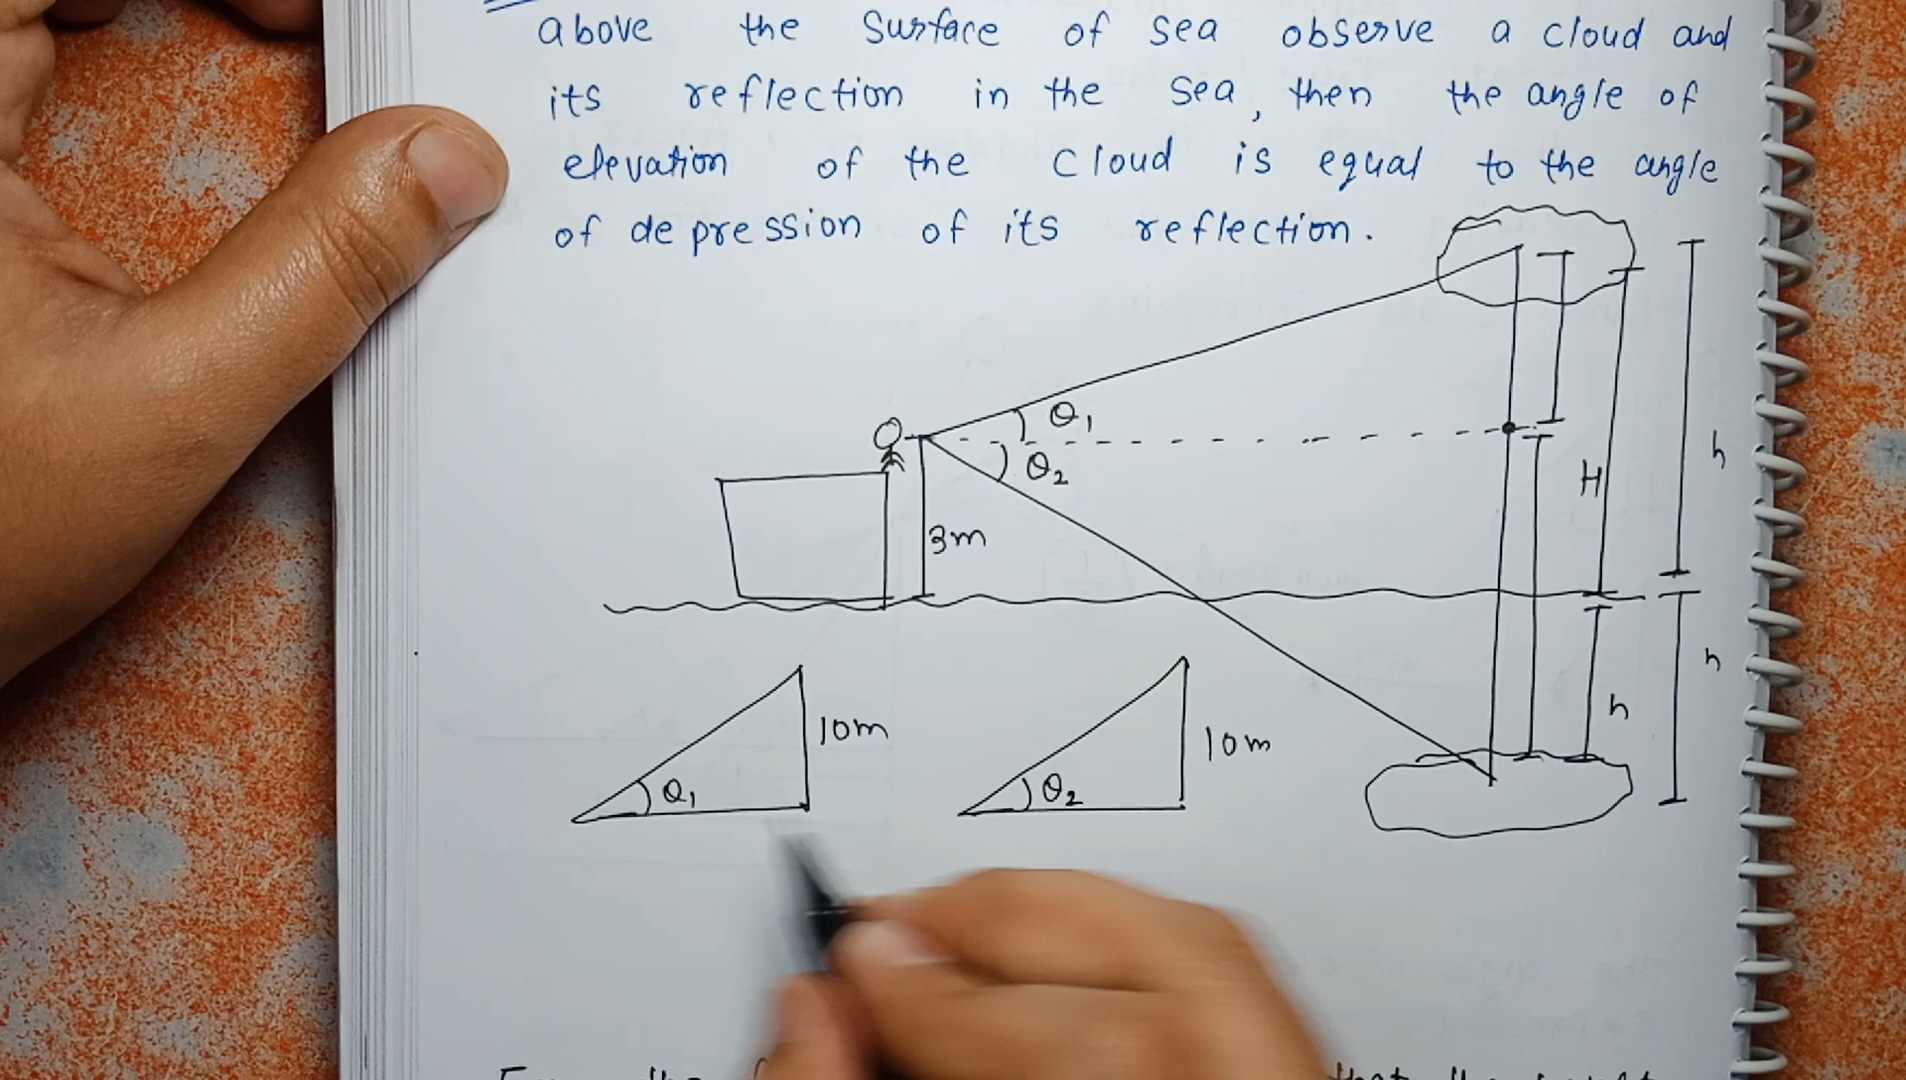 above the surface of sea observe a cloud and
its reflection in the sea, then the angle of
elevation of the cloud is equal to the angle
of depression of its reflection.
θ1
θ2
3m
H
h
h
h
10m
θ1
10m
θ2